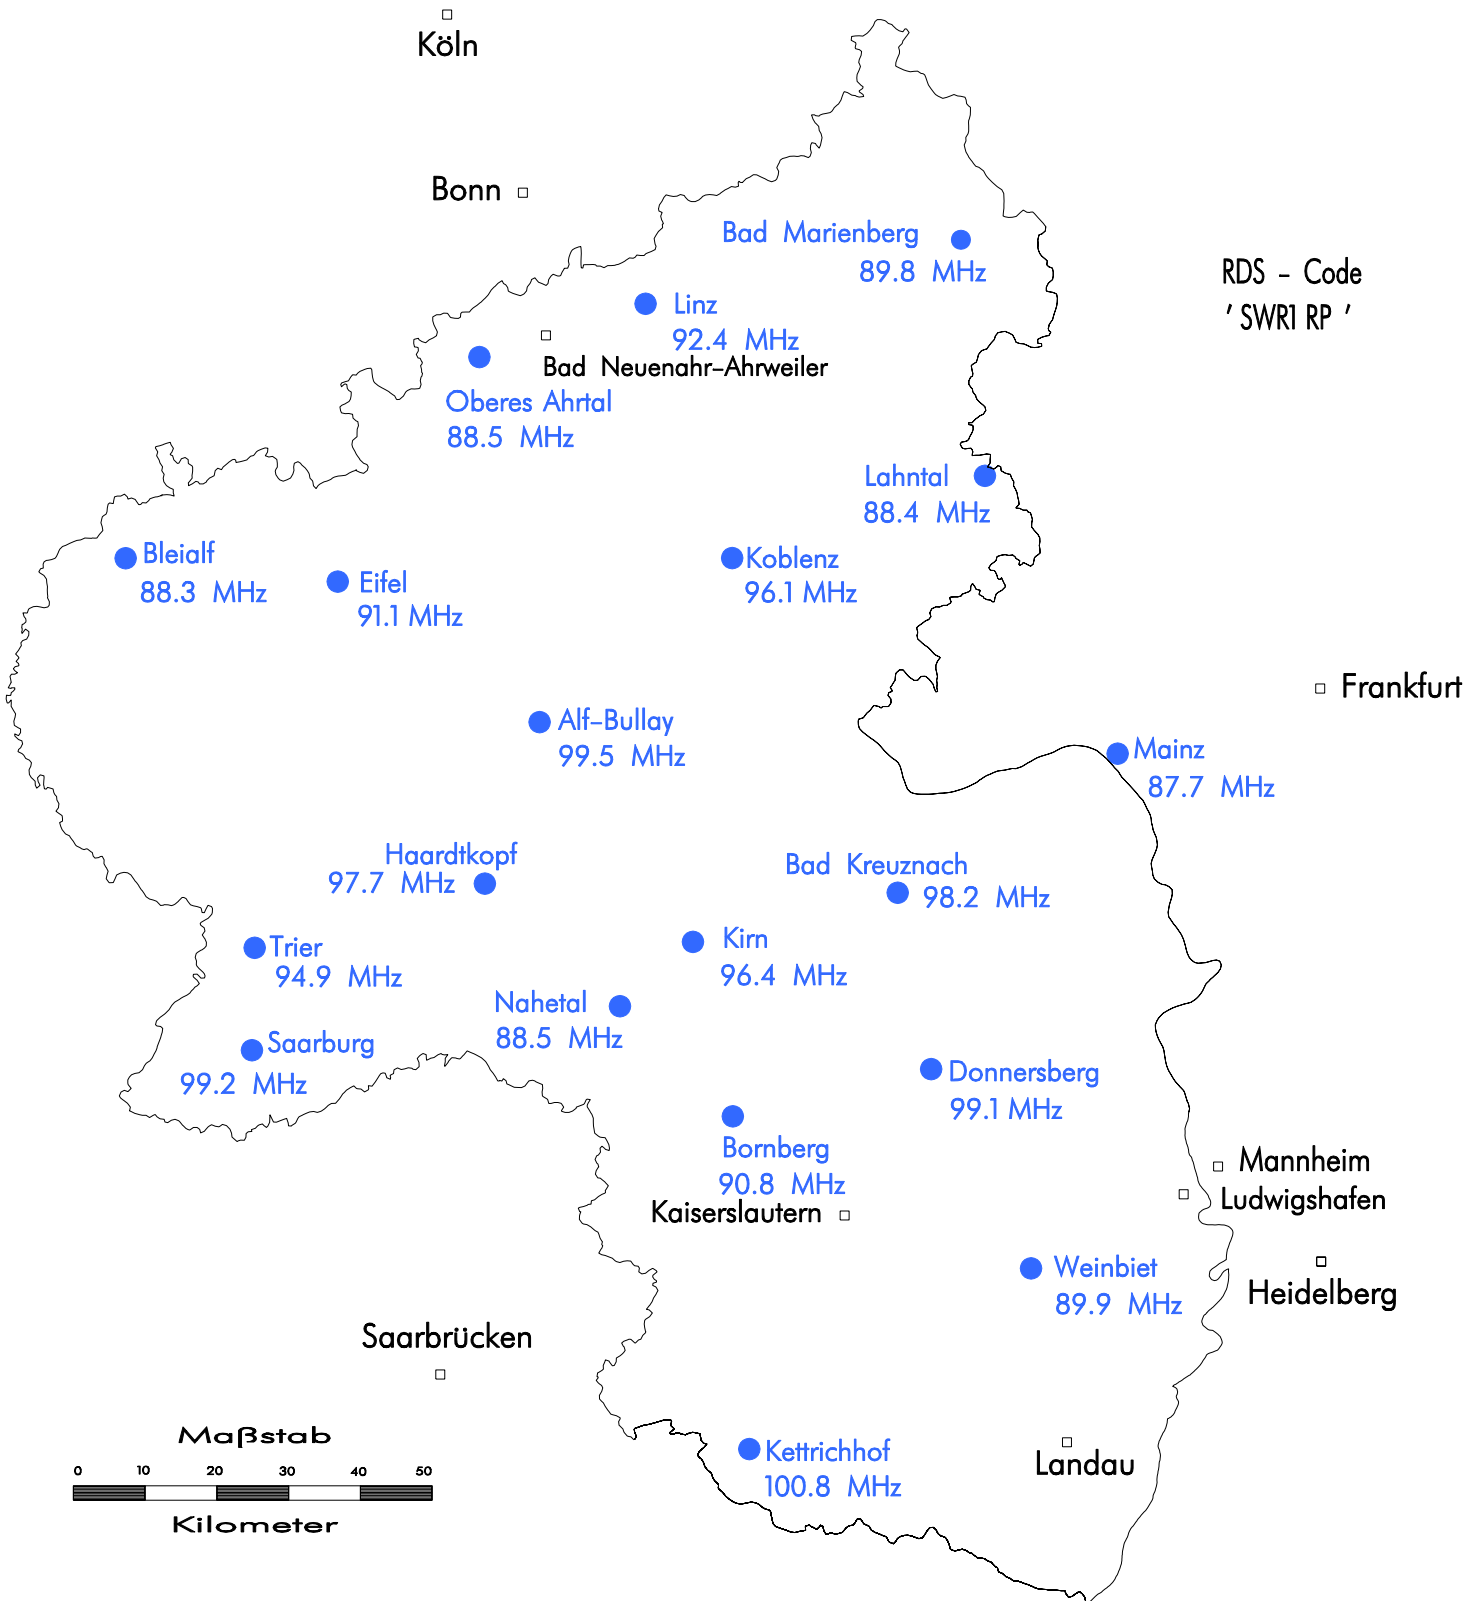 Köln
Bonn
Bad Marienberg
89.8 MHz
RDS - Code
' SWR1 RP '
Linz
92.4 MHz
Bad Neuenahr-Ahrweiler
Oberes Ahrtal
88.5 MHz
Lahntal
88.4 MHz
Bleialf
88.3 MHz
Eifel
91.1 MHz
Koblenz
96.1 MHz
Frankfurt
Alf-Bullay
99.5 MHz
Mainz
87.7 MHz
Haardtkopf
97.7 MHz
Bad Kreuznach
98.2 MHz
Trier
94.9 MHz
Kirn
96.4 MHz
Nahetal
88.5 MHz
Saarburg
99.2 MHz
Donnersberg
99.1 MHz
Bornberg
90.8 MHz
Kaiserslautern
Mannheim
Ludwigshafen
Weinbiet
89.9 MHz
Heidelberg
Saarbrücken
Kettrichhof
100.8 MHz
Landau
Maßstab
0 10 20 30 40 50
Kilometer